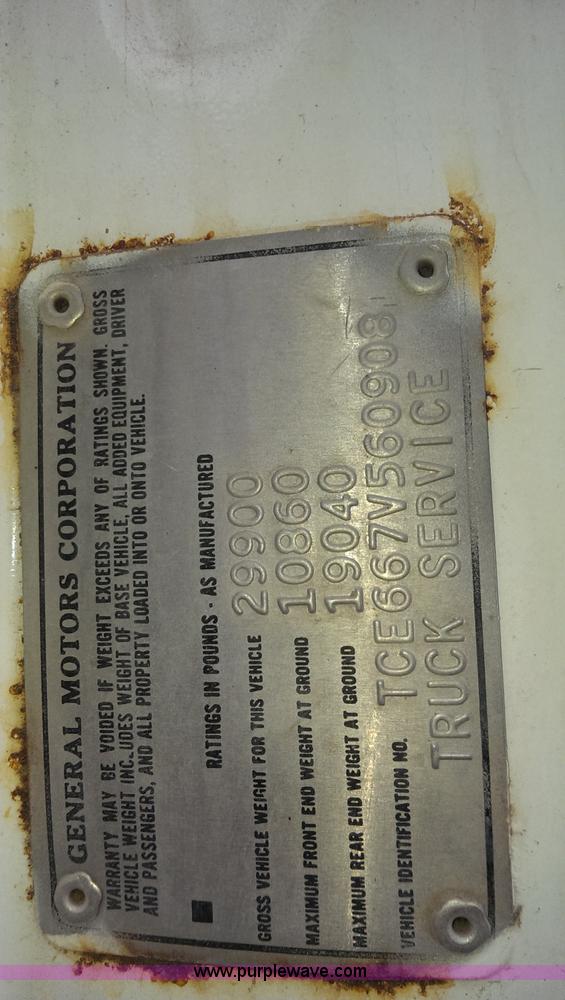 GENERAL MOTORS CORPORATION
WARRANTY MAY BE VOIDED IF WEIGHT EXCEEDS ANY OF RATINGS SHOWN. GROSS
VEHICLE WEIGHT INCLUDES WEIGHT OF BASE VEHICLE, ALL ADDED EQUIPMENT, DRIVER
AND PASSENGERS, AND ALL PROPERTY LOADED INTO OR ONTO VEHICLE.
RATINGS IN POUNDS - AS MANUFACTURED
GROSS VEHICLE WEIGHT FOR THIS VEHICLE 29900
MAXIMUM FRONT END WEIGHT AT GROUND 10860
MAXIMUM REAR END WEIGHT AT GROUND 19040
VEHICLE IDENTIFICATION NO. TCE667V560908
TRUCK SERVICE
www.purplewave.com